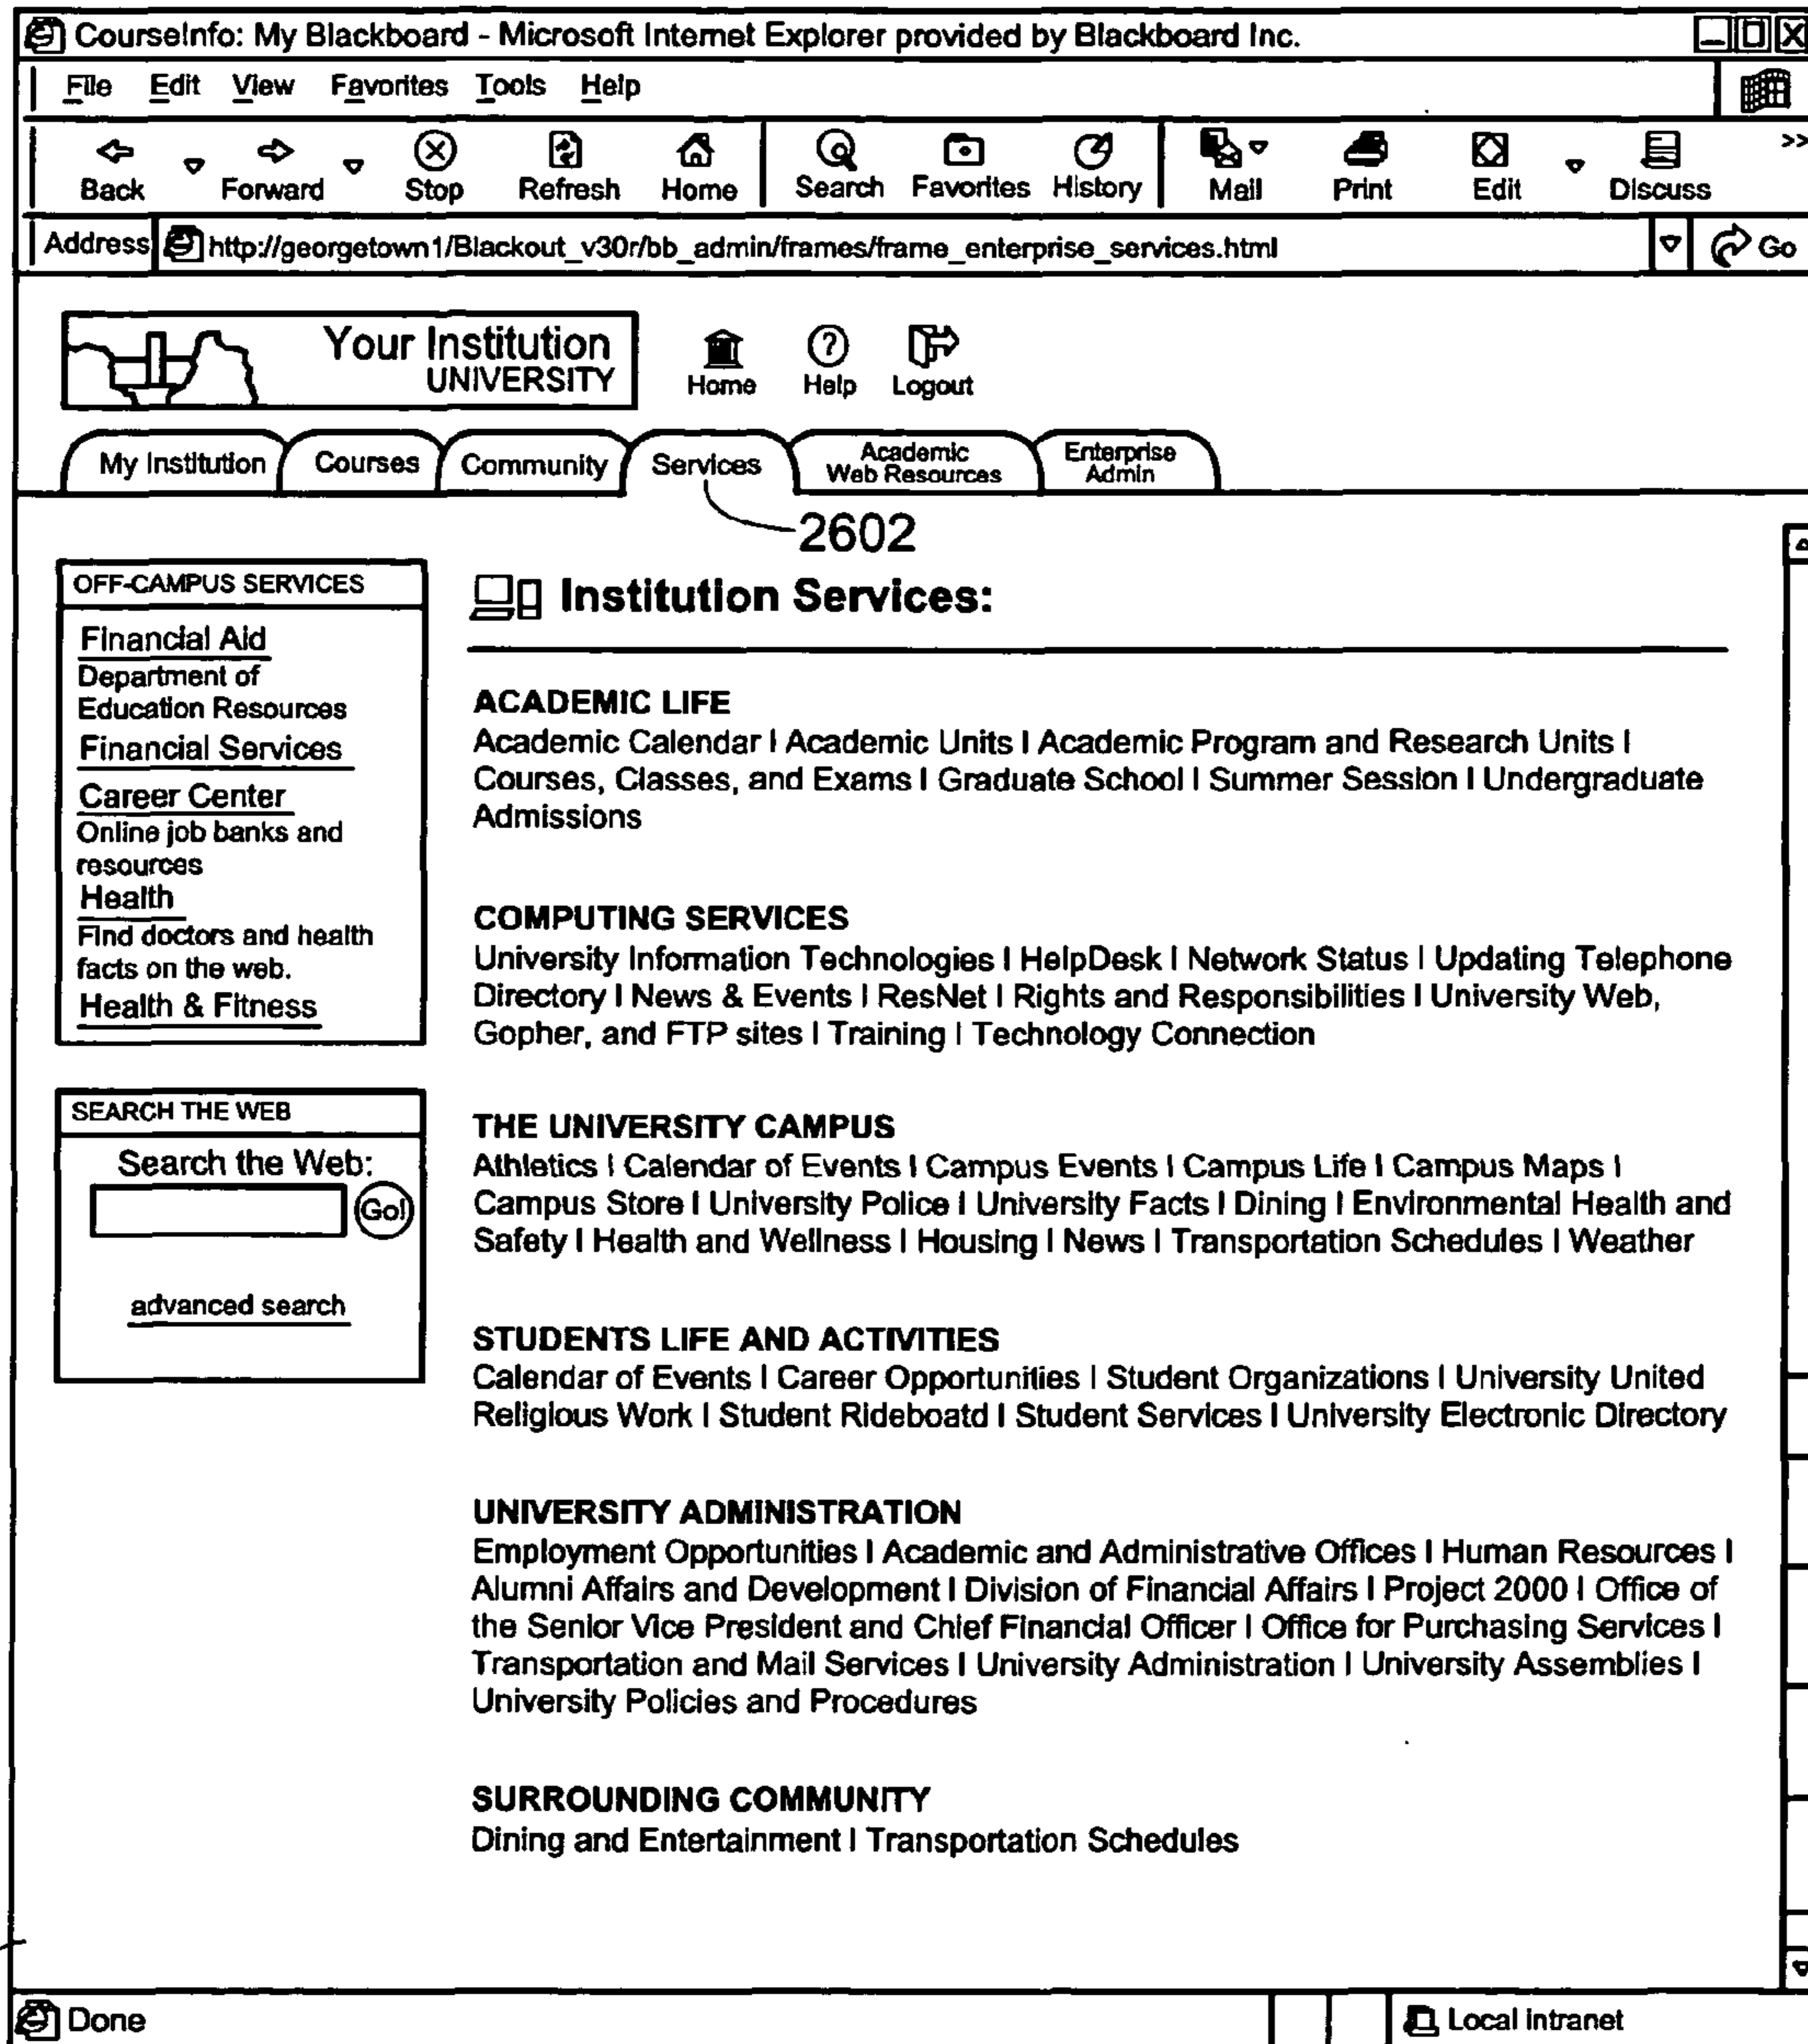 CourseInfo: My Blackboard - Microsoft Internet Explorer provided by Blackboard Inc.
File Edit View Favorites Tools Help
Back Forward Stop Refresh Home Search Favorites History Mail Print Edit Discuss >>
Address http://georgetown1/Blackout_v30r/bb_admin/frames/frame_enterprise_services.html Go
Your Institution
UNIVERSITY
Home Help Logout
My Institution Courses Community Services Academic Web Resources Enterprise Admin
2602
OFF-CAMPUS SERVICES
Financial Aid
Department of
Education Resources
Financial Services
Career Center
Online job banks and
resources
Health
Find doctors and health
facts on the web.
Health & Fitness
SEARCH THE WEB
Search the Web:
Go!
advanced search
Institution Services:
ACADEMIC LIFE
Academic Calendar | Academic Units | Academic Program and Research Units |
Courses, Classes, and Exams | Graduate School | Summer Session | Undergraduate
Admissions
COMPUTING SERVICES
University Information Technologies | HelpDesk | Network Status | Updating Telephone
Directory | News & Events | ResNet | Rights and Responsibilities | University Web,
Gopher, and FTP sites | Training | Technology Connection
THE UNIVERSITY CAMPUS
Athletics | Calendar of Events | Campus Events | Campus Life | Campus Maps |
Campus Store | University Police | University Facts | Dining | Environmental Health and
Safety | Health and Wellness | Housing | News | Transportation Schedules | Weather
STUDENTS LIFE AND ACTIVITIES
Calendar of Events | Career Opportunities | Student Organizations | University United
Religious Work | Student Rideboatd | Student Services | University Electronic Directory
UNIVERSITY ADMINISTRATION
Employment Opportunities | Academic and Administrative Offices | Human Resources |
Alumni Affairs and Development | Division of Financial Affairs | Project 2000 | Office of
the Senior Vice President and Chief Financial Officer | Office for Purchasing Services |
Transportation and Mail Services | University Administration | University Assemblies |
University Policies and Procedures
SURROUNDING COMMUNITY
Dining and Entertainment | Transportation Schedules
Done Local intranet